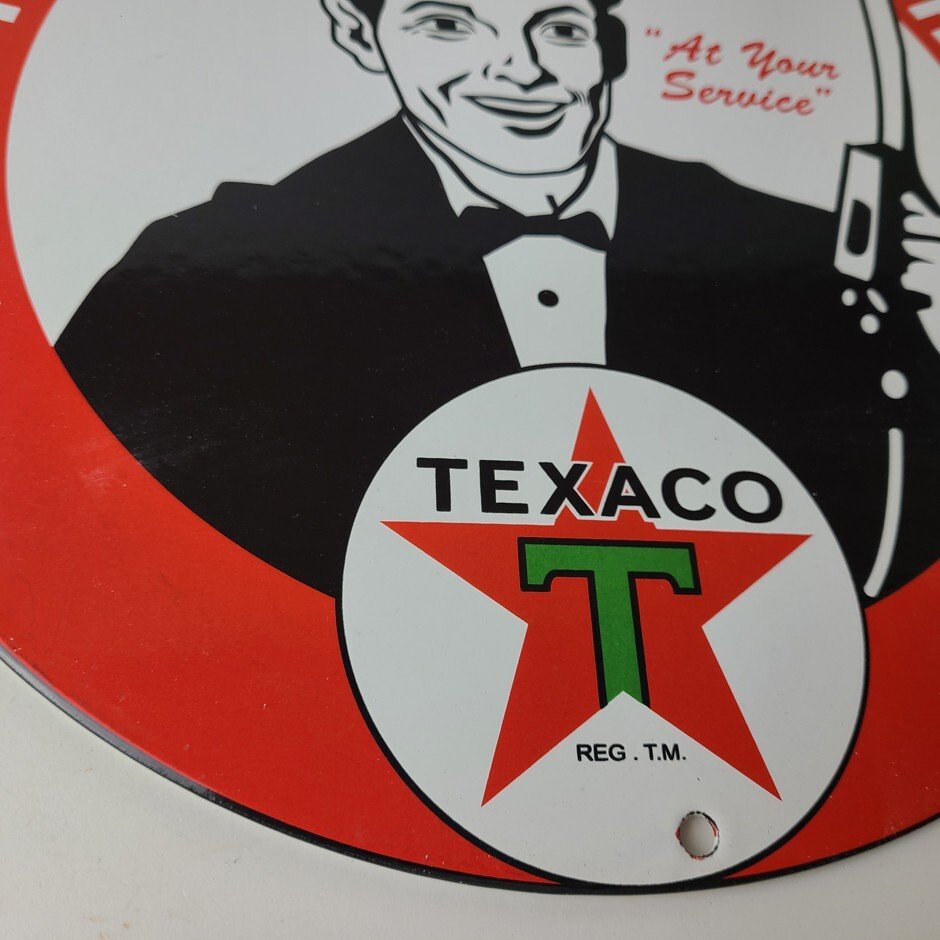 "At Your
Service"
TEXACO
T
REG . T.M.